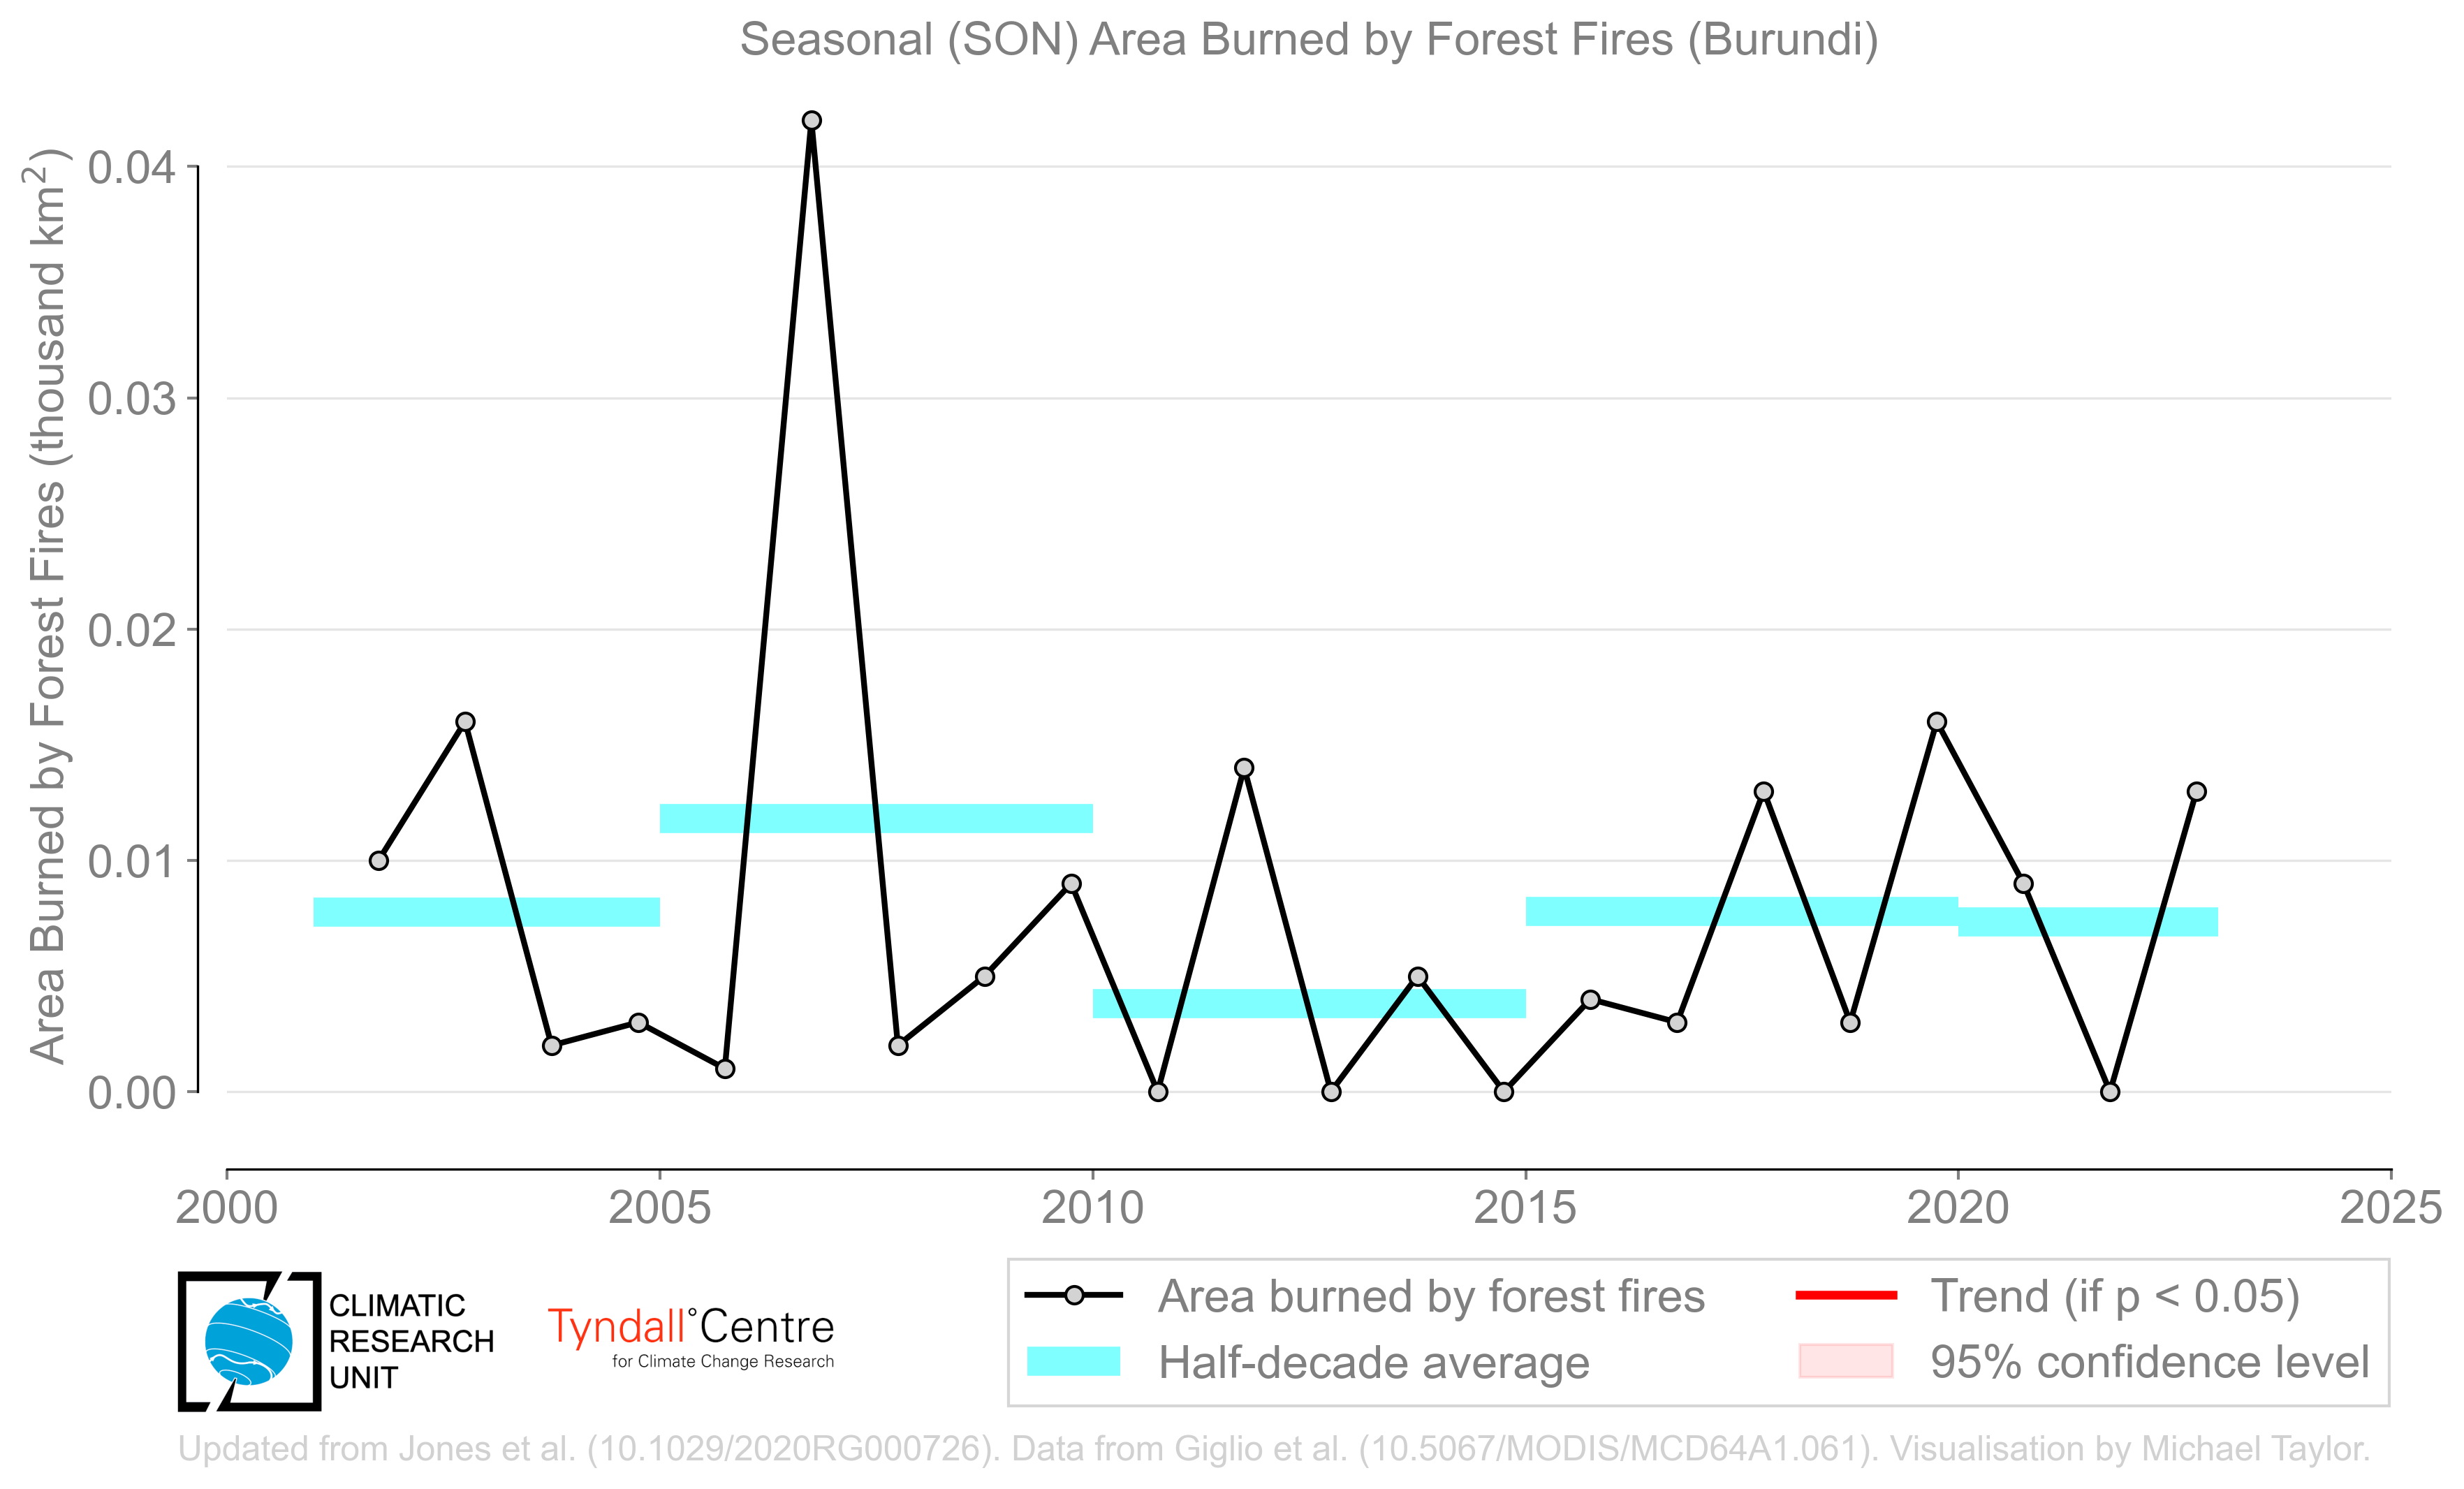 Seasonal (SON) Area Burned by Forest Fires (Burundi)
Area Burned by Forest Fires (thousand km²)
0.04
0.03
0.02
0.01
0.00
2000 2005 2010 2015 2020 2025
CLIMATIC
RESEARCH
UNIT
Tyndall°Centre
for Climate Change Research
Area burned by forest fires
Half-decade average
Trend (if p < 0.05)
95% confidence level
Updated from Jones et al. (10.1029/2020RG000726). Data from Giglio et al. (10.5067/MODIS/MCD64A1.061). Visualisation by Michael Taylor.